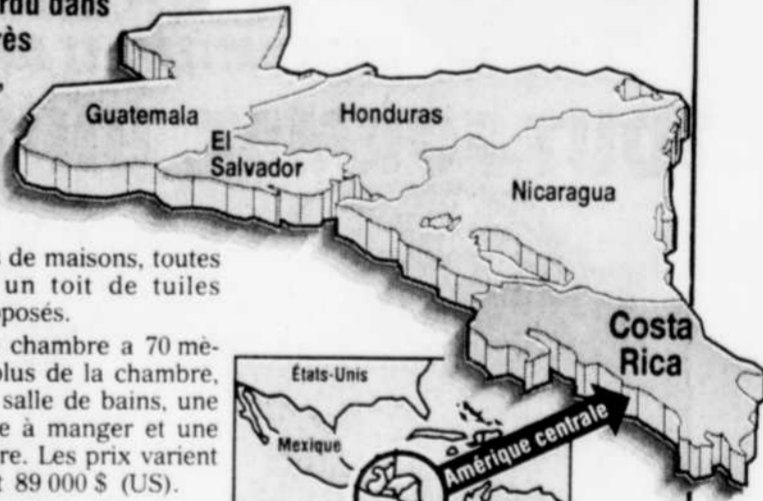 rdu dans
rès
Guatemala
Honduras
El
Salvador
Nicaragua
Costa
Rica
s de maisons, toutes
un toit de tuiles
posés.
chambre a 70 mè-
plus de la chambre,
salle de bains, une
e à manger et une
re. Les prix varient
t 89 000 $ (US).
États-Unis
Mexique
Amérique centrale